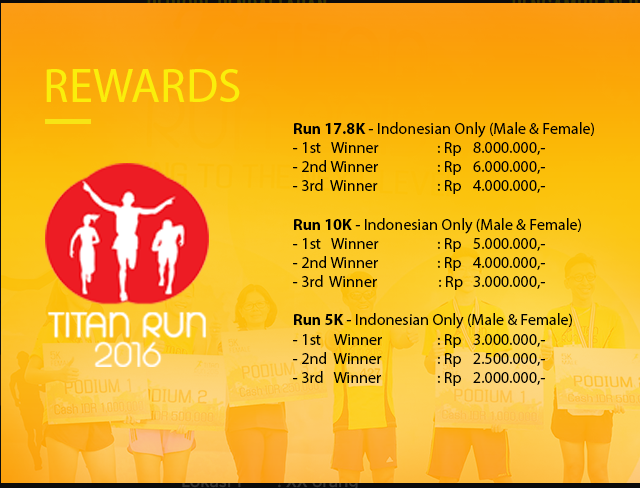 REWARDS
Run 17.8K - Indonesian Only (Male & Female)
- 1st Winner : Rp 8.000.000,-
- 2nd Winner : Rp 6.000.000,-
- 3rd Winner : Rp 4.000.000,-
Run 10K - Indonesian Only (Male & Female)
- 1st Winner : Rp 5.000.000,-
- 2nd Winner : Rp 4.000.000,-
- 3rd Winner : Rp 3.000.000,-
Run 5K - Indonesian Only (Male & Female)
- 1st Winner : Rp 3.000.000,-
- 2nd Winner : Rp 2.500.000,-
- 3rd Winner : Rp 2.000.000,-
TITAN RUN
2016
PODIUM 1
PODIUM 2
PODIUM
PODIUM 1
PODIUM